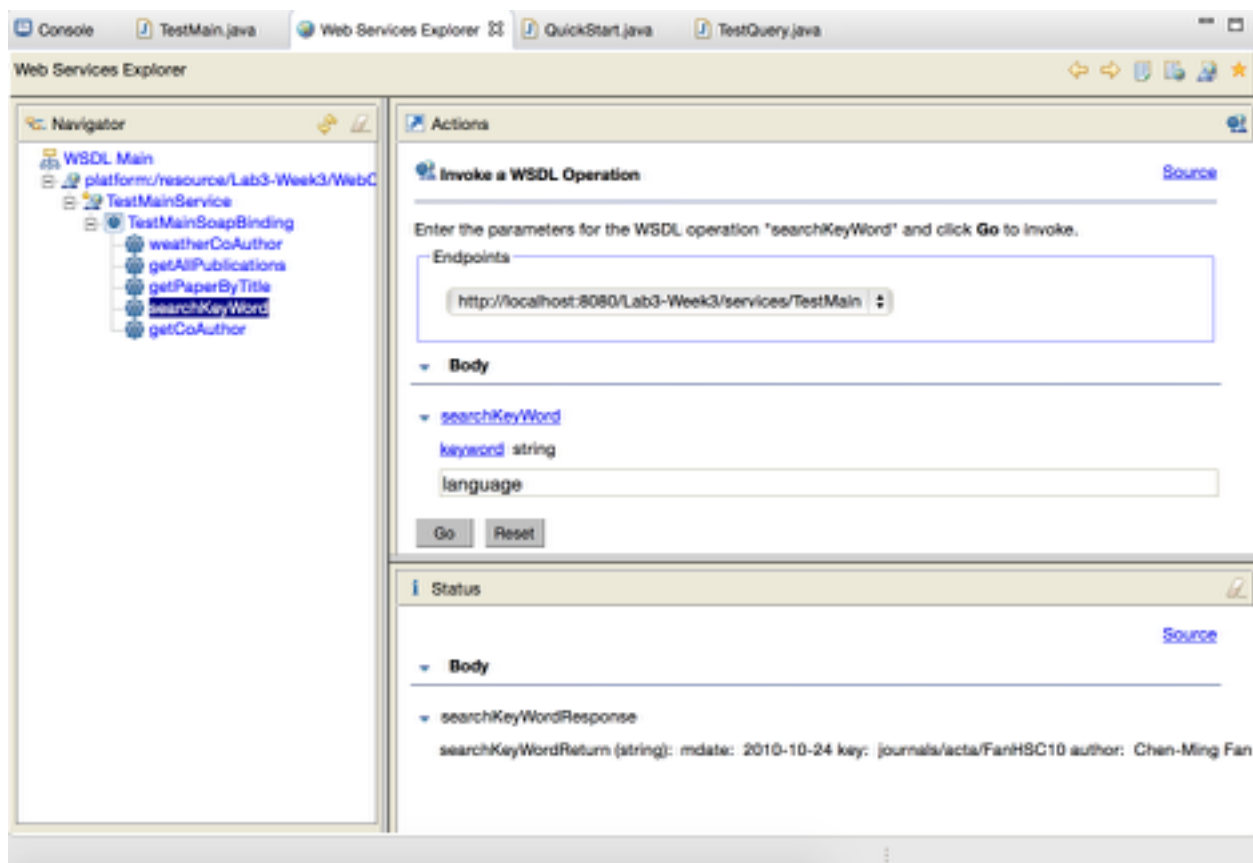 Console TestMain.java Web Services Explorer QuickStart.java TestQuery.java
Web Services Explorer
Navigator
WSDL Main
platform:/resource/Lab3-Week3/WebC
TestMainService
TestMainSoapBinding
weatherCoAuthor
getAllPublications
getPaperByTitle
searchKeyWord
getCoAuthor
Actions
Invoke a WSDL Operation Source
Enter the parameters for the WSDL operation "searchKeyWord" and click Go to invoke.
Endpoints
http://localhost:8080/Lab3-Week3/services/TestMain
Body
searchKeyWord
keyword string
language
Go Reset
i Status
Source
Body
searchKeyWordResponse
searchKeyWordReturn (string): mdate: 2010-10-24 key: journals/acta/FanHSC10 author: Chen-Ming Fan